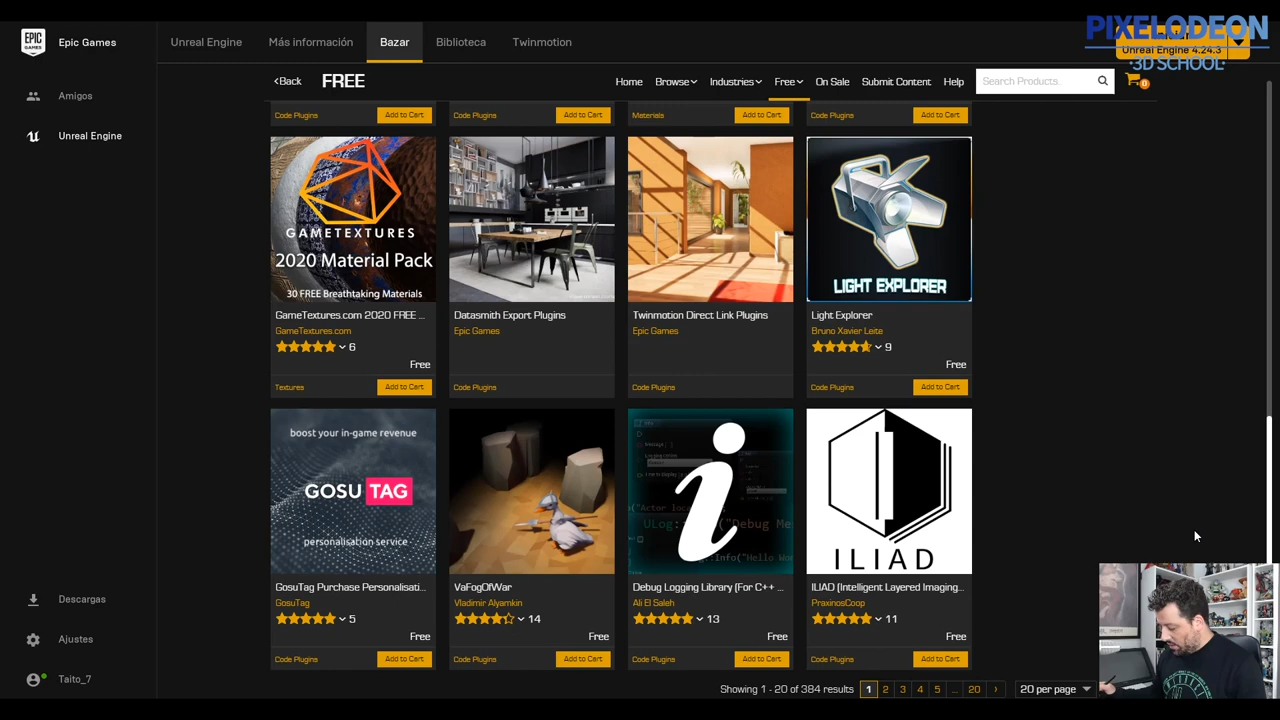 EPIC
GAMES
Epic Games
Unreal Engine
Más información
Bazar
Biblioteca
Twinmotion
PIXELODEON
Unreal Engine 4.24.3
·3D SCHOOL·
Amigos
Unreal Engine
Descargas
Ajustes
Taito_7
Back
FREE
Home
Browse
Industries
Free
On Sale
Submit Content
Help
Search Products.
0
Code Plugins
Add to Cart
Code Plugins
Add to Cart
Materials
Add to Cart
Code Plugins
Add to Cart
GAMETEXTURES
2020 Material Pack
30 FREE Breathtaking Materials
GameTextures.com 2020 FREE ...
GameTextures.com
6
Free
Textures
Add to Cart
Datasmith Export Plugins
Epic Games
Code Plugins
Twinmotion Direct Link Plugins
Epic Games
Code Plugins
LIGHT EXPLORER
Light Explorer
Bruno Xavier Leite
9
Free
Code Plugins
Add to Cart
boost your in-game revenue
GOSU TAG
personalisation service
GosuTag Purchase Personalisati...
GosuTag
5
Free
Code Plugins
Add to Cart
VaFogOfWar
Vladimir Alyamkin
14
Free
Code Plugins
Add to Cart
i
Debug Logging Library (For C++ ...
Ali El Saleh
13
Free
Code Plugins
Add to Cart
ILIAD
ILIAD (Intelligent Layered Imaging...
PraxinosCoop
11
Free
Code Plugins
Add to Cart
Showing 1 - 20 of 384 results
1 2 3 4 5 ... 20
20 per page